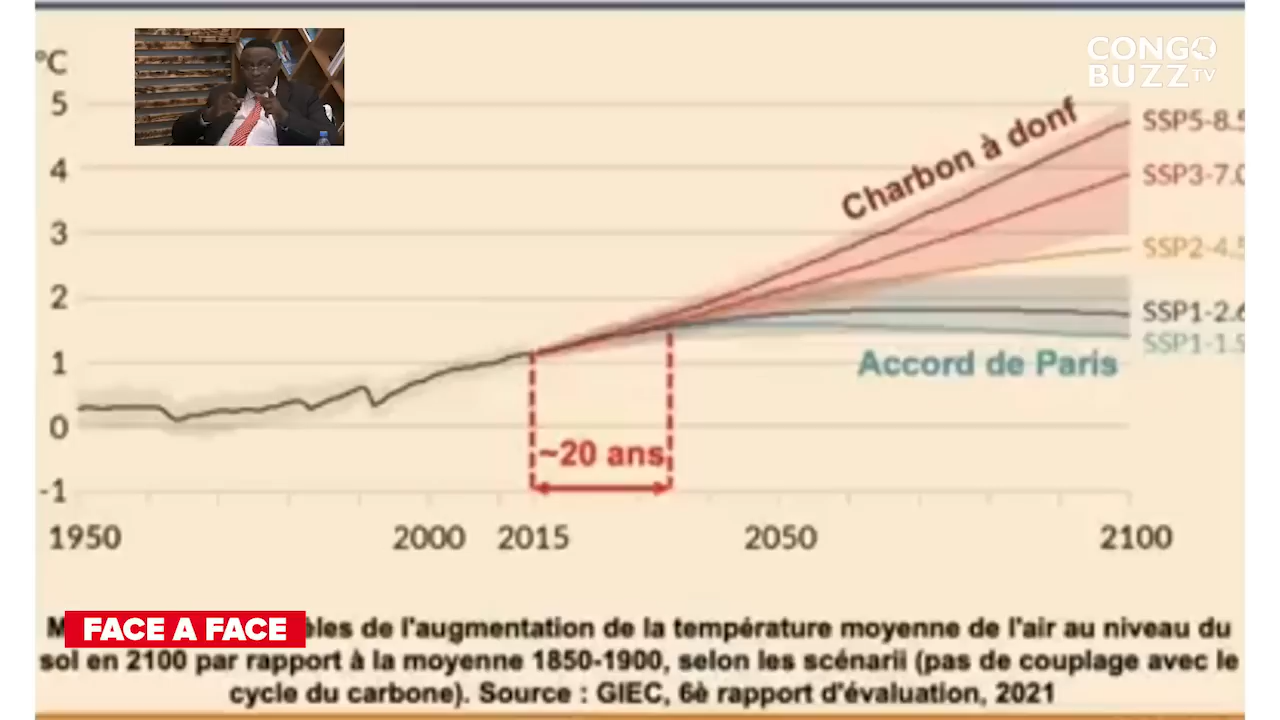 CONGO
BUZZ TV
°C
5
4
3
2
1
0
-1
Charbon à donf
SSP5-8.5
SSP3-7.0
SSP2-4.5
SSP1-2.6
SSP1-1.9
Accord de Paris
~20 ans
1950 2000 2015 2050 2100
FACE A FACE
èles de l'augmentation de la température moyenne de l'air au niveau du
sol en 2100 par rapport à la moyenne 1850-1900, selon les scénarii (pas de couplage avec le
cycle du carbone). Source : GIEC, 6è rapport d'évaluation, 2021